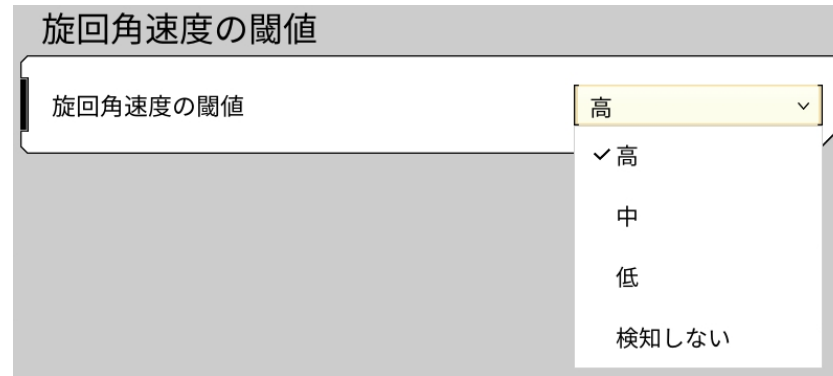 旋回角速度の閾値
旋回角速度の閾値
高
高
中
低
検知しない